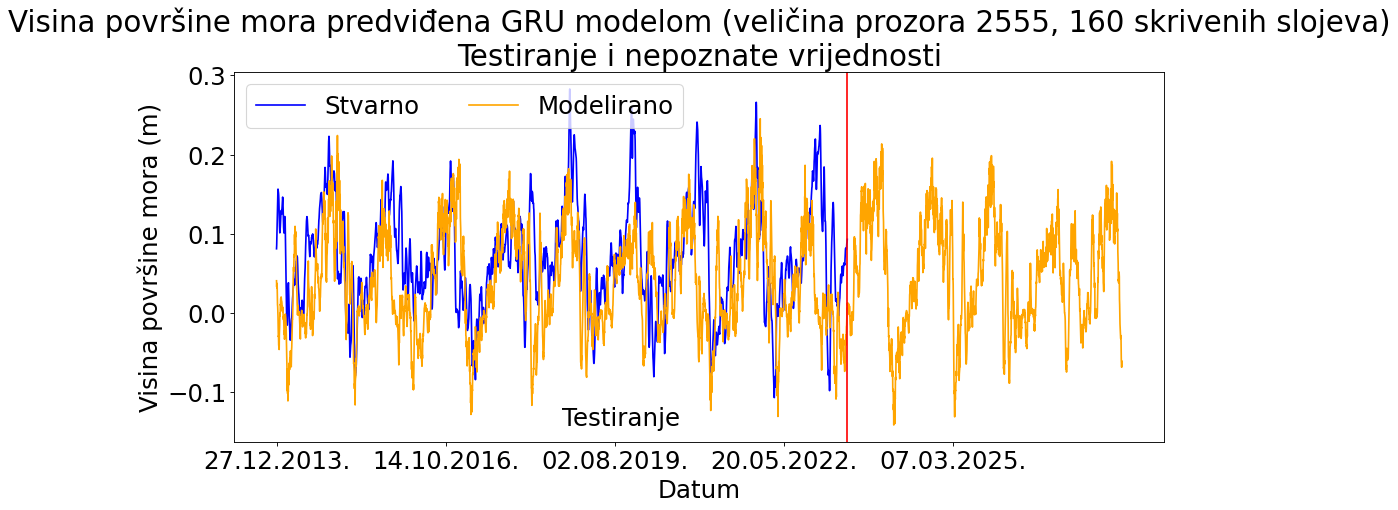 Visina površine mora predviđena GRU modelom (veličina prozora 2555, 160 skrivenih slojeva)
Testiranje i nepoznate vrijednosti
Stvarno Modelirano
Visina površine mora (m)
0.3
0.2
0.1
0.0
−0.1
Testiranje
27.12.2013. 14.10.2016. 02.08.2019. 20.05.2022. 07.03.2025.
Datum